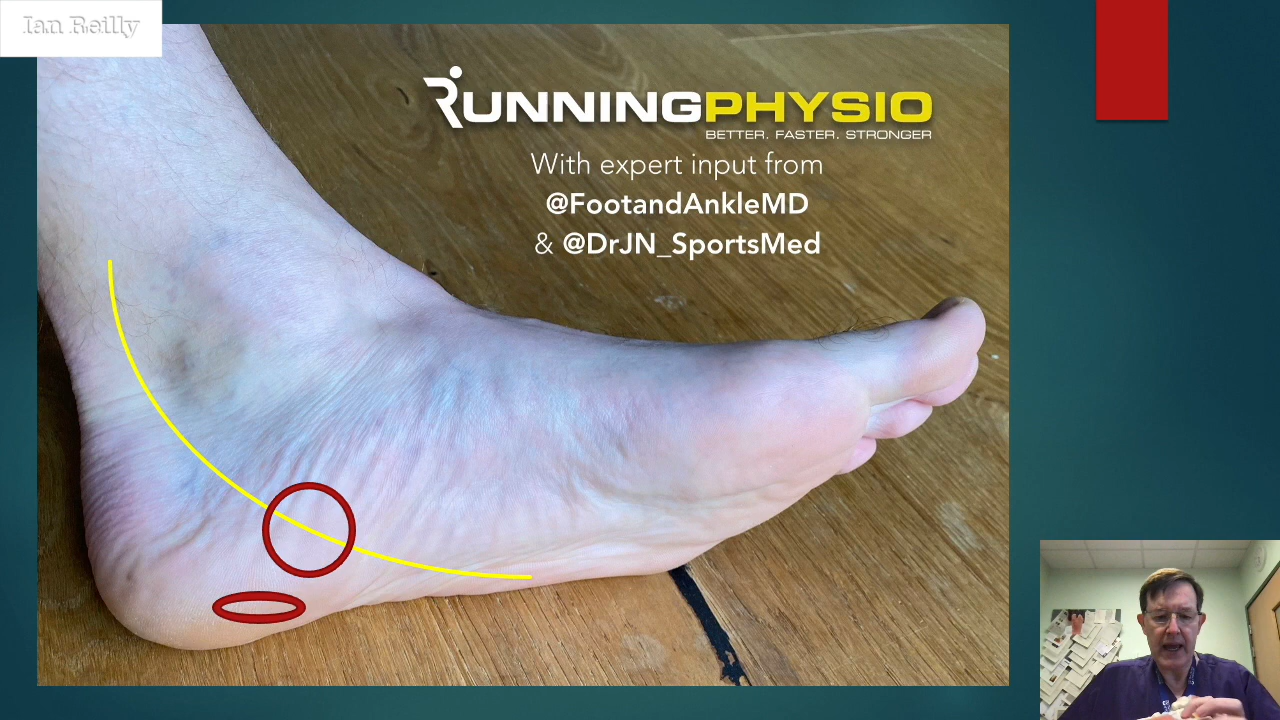 Ian Reilly
RUNNINGPHYSIO
BETTER. FASTER. STRONGER
With expert input from
@FootandAnkleMD
& @DrJN_SportsMed